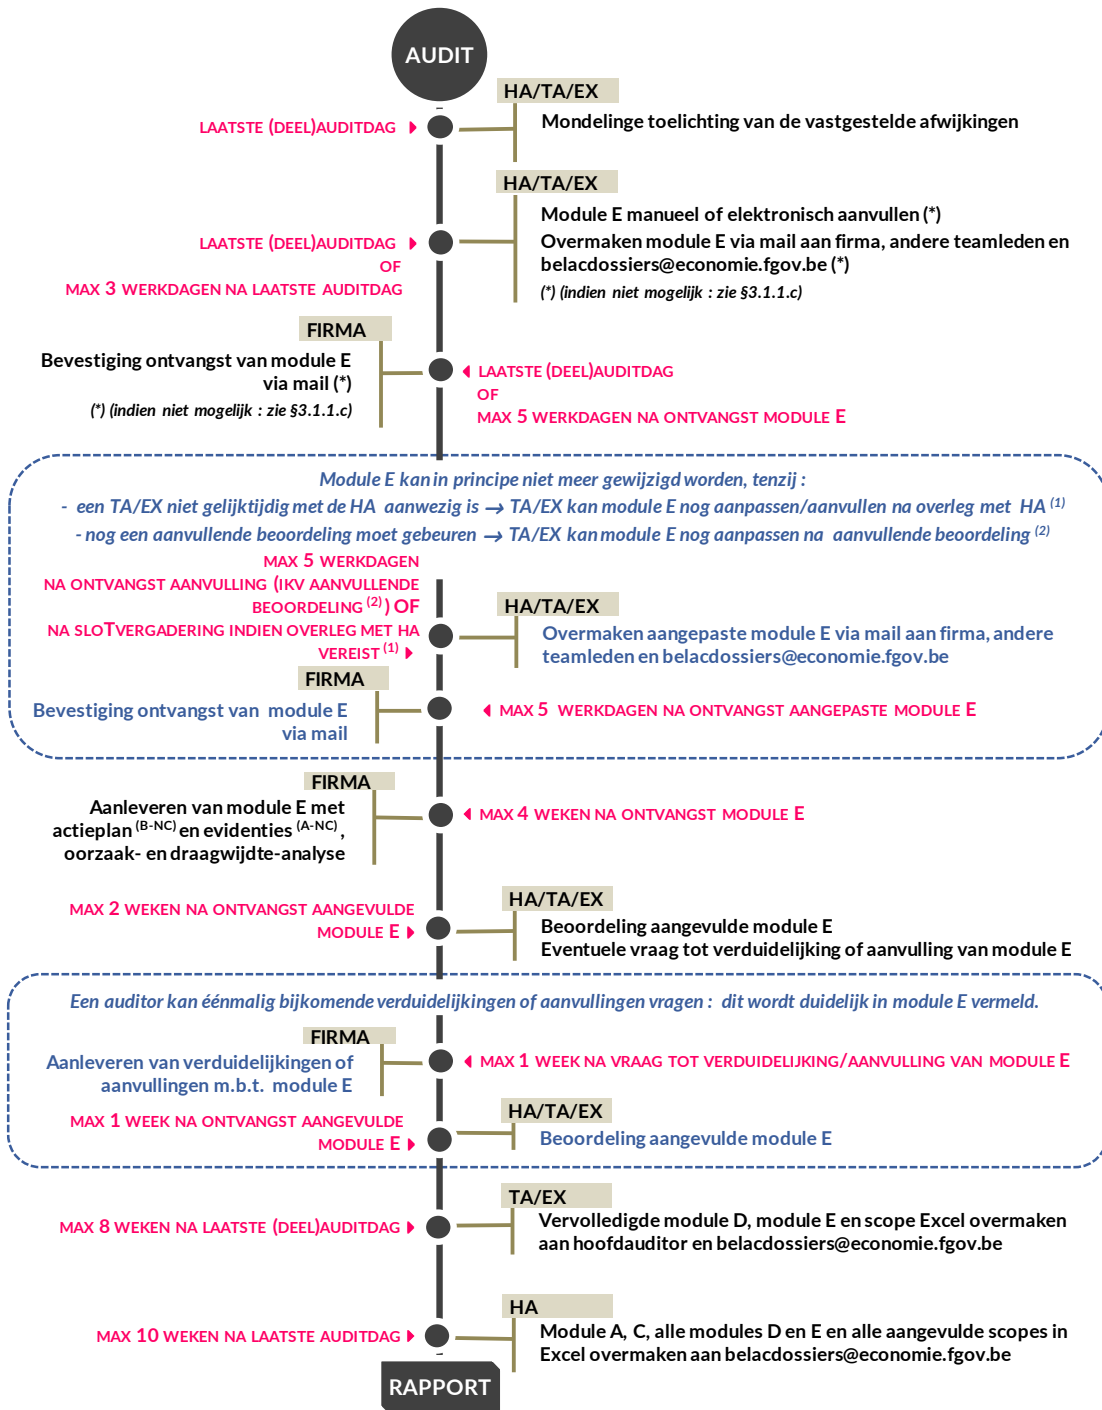 AUDIT
HA/TA/EX
LAATSTE (DEEL)AUDITDAG
Mondelinge toelichting van de vastgestelde afwijkingen
HA/TA/EX
Module E manueel of elektronisch aanvullen (*)
LAATSTE (DEEL)AUDITDAG
OF
MAX 3 WERKDAGEN NA LAATSTE AUDITDAG
Overmaken module E via mail aan firma, andere teamleden en
belacdossiers@economie.fgov.be (*)
(*) (indien niet mogelijk : zie §3.1.1.c)
FIRMA
Bevestiging ontvangst van module E
via mail (*)
(*) (indien niet mogelijk : zie §3.1.1.c)
LAATSTE (DEEL)AUDITDAG
OF
MAX 5 WERKDAGEN NA ONTVANGST MODULE E
Module E kan in principe niet meer gewijzigd worden, tenzij :
- een TA/EX niet gelijktijdig met de HA aanwezig is → TA/EX kan module E nog aanpassen/aanvullen na overleg met HA (1)
- nog een aanvullende beoordeling moet gebeuren → TA/EX kan module E nog aanpassen na aanvullende beoordeling (2)
MAX 5 WERKDAGEN
NA ONTVANGST AANVULLING (IKV AANVULLENDE
BEOORDELING (2) ) OF
NA SLOTVERGADERING INDIEN OVERLEG MET HA
VEREIST (1)
HA/TA/EX
Overmaken aangepaste module E via mail aan firma, andere
teamleden en belacdossiers@economie.fgov.be
FIRMA
Bevestiging ontvangst van module E
via mail
MAX 5 WERKDAGEN NA ONTVANGST AANGEPASTE MODULE E
FIRMA
Aanleveren van module E met
actieplan (B-NC) en evidenties (A-NC) ,
oorzaak- en draagwijdte-analyse
MAX 4 WEKEN NA ONTVANGST MODULE E
MAX 2 WEKEN NA ONTVANGST AANGEVULDE
MODULE E
HA/TA/EX
Beoordeling aangevulde module E
Eventuele vraag tot verduidelijking of aanvulling van module E
Een auditor kan éénmalig bijkomende verduidelijkingen of aanvullingen vragen : dit wordt duidelijk in module E vermeld.
FIRMA
Aanleveren van verduidelijkingen of
aanvullingen m.b.t. module E
MAX 1 WEEK NA VRAAG TOT VERDUIDELIJKING/AANVULLING VAN MODULE E
MAX 1 WEEK NA ONTVANGST AANGEVULDE
MODULE E
HA/TA/EX
Beoordeling aangevulde module E
TA/EX
MAX 8 WEKEN NA LAATSTE (DEEL)AUDITDAG
Vervolledigde module D, module E en scope Excel overmaken
aan hoofdauditor en belacdossiers@economie.fgov.be
HA
MAX 10 WEKEN NA LAATSTE AUDITDAG
Module A, C, alle modules D en E en alle aangevulde scopes in
Excel overmaken aan belacdossiers@economie.fgov.be
RAPPORT